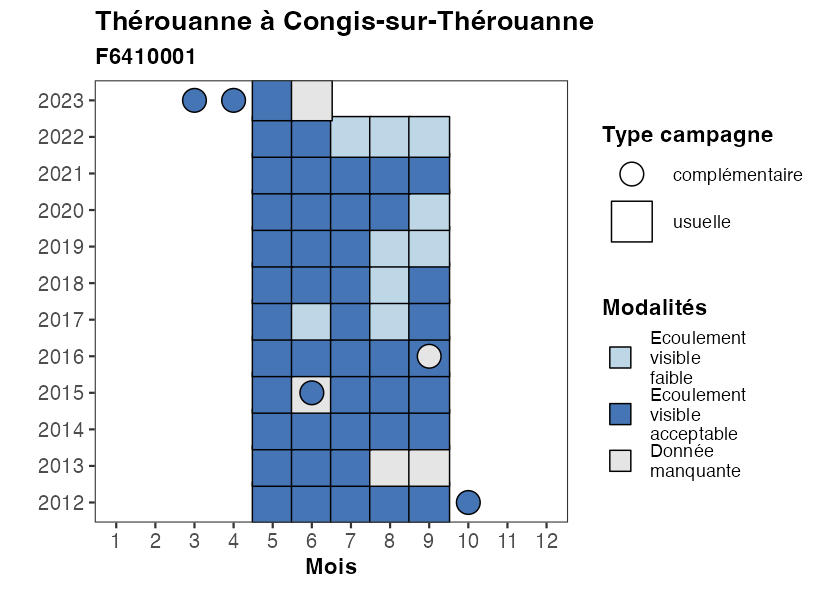 Thérouanne à Congis-sur-Thérouanne
F6410001
2023
2022
2021
2020
2019
2018
2017
2016
2015
2014
2013
2012
1 2 3 4 5 6 7 8 9 10 11 12
Mois
Type campagne
complémentaire
usuelle
Modalités
Ecoulement
visible
faible
Ecoulement
visible
acceptable
Donnée
manquante